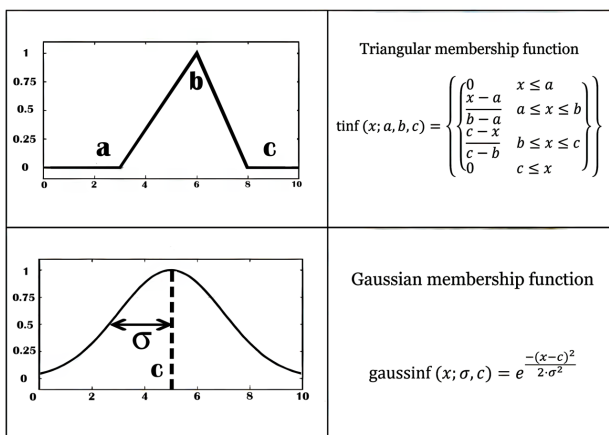 1
0.75
0.5
0.25
0
a
b
c
0 2 4 6 8 10
Triangular membership function
tinf (x; a, b, c) = { { 0 x ≤ a
x − a / b − a a ≤ x ≤ b
c − x / c − b b ≤ x ≤ c
0 c ≤ x } }
1
0.75
0.5
0.25
0
σ
c
0 2 4 6 8 10
Gaussian membership function
gaussinf (x; σ, c) = e^(−(x−c)² / 2·σ²)